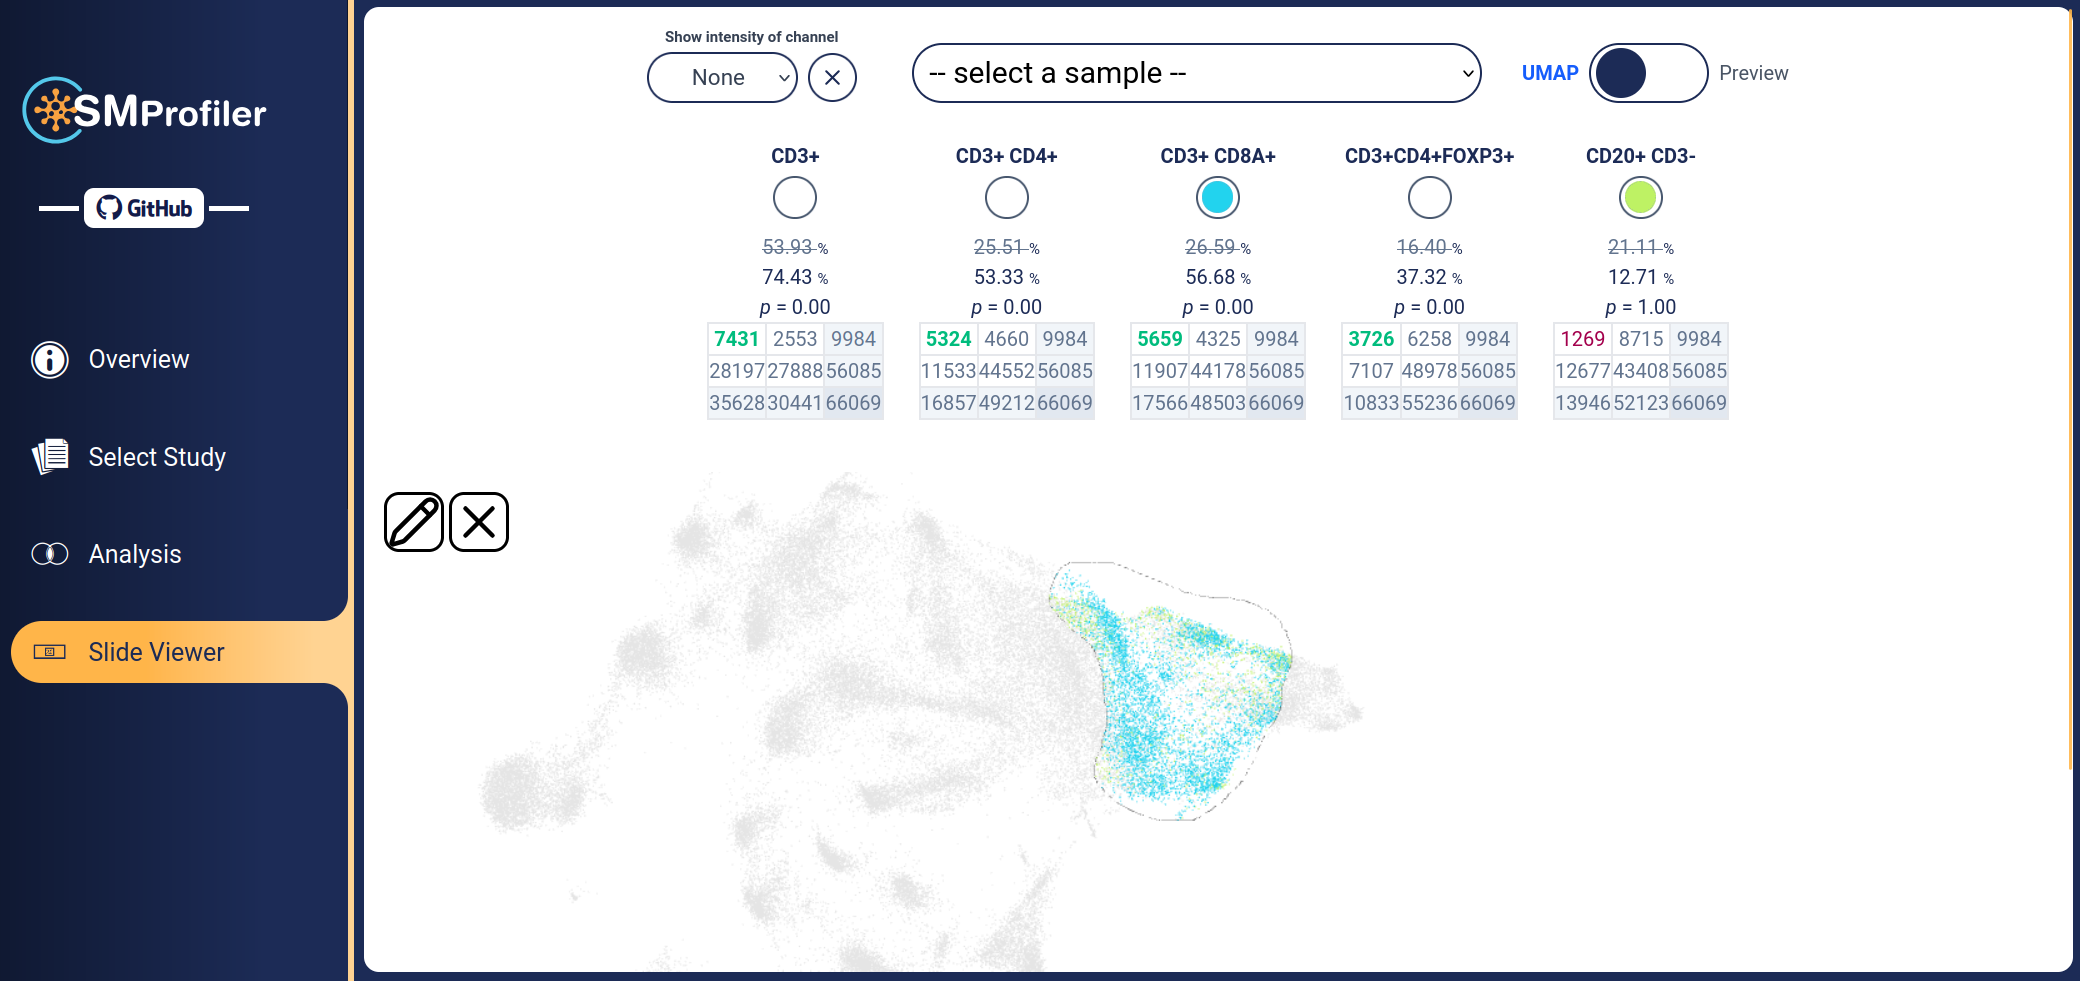 SMProfiler
GitHub
Overview
Select Study
Analysis
Slide Viewer
Show intensity of channel
None
-- select a sample --
UMAP
Preview
CD3+ CD3+ CD4+ CD3+ CD8A+ CD3+CD4+FOXP3+ CD20+ CD3-
53.93 % 25.51 % 26.59 % 16.40 % 21.11 %
74.43 % 53.33 % 56.68 % 37.32 % 12.71 %
p = 0.00 p = 0.00 p = 0.00 p = 0.00 p = 1.00
7431 2553 9984 5324 4660 9984 5659 4325 9984 3726 6258 9984 1269 8715 9984
28197 27888 56085 11533 44552 56085 11907 44178 56085 7107 48978 56085 12677 43408 56085
35628 30441 66069 16857 49212 66069 17566 48503 66069 10833 55236 66069 13946 52123 66069